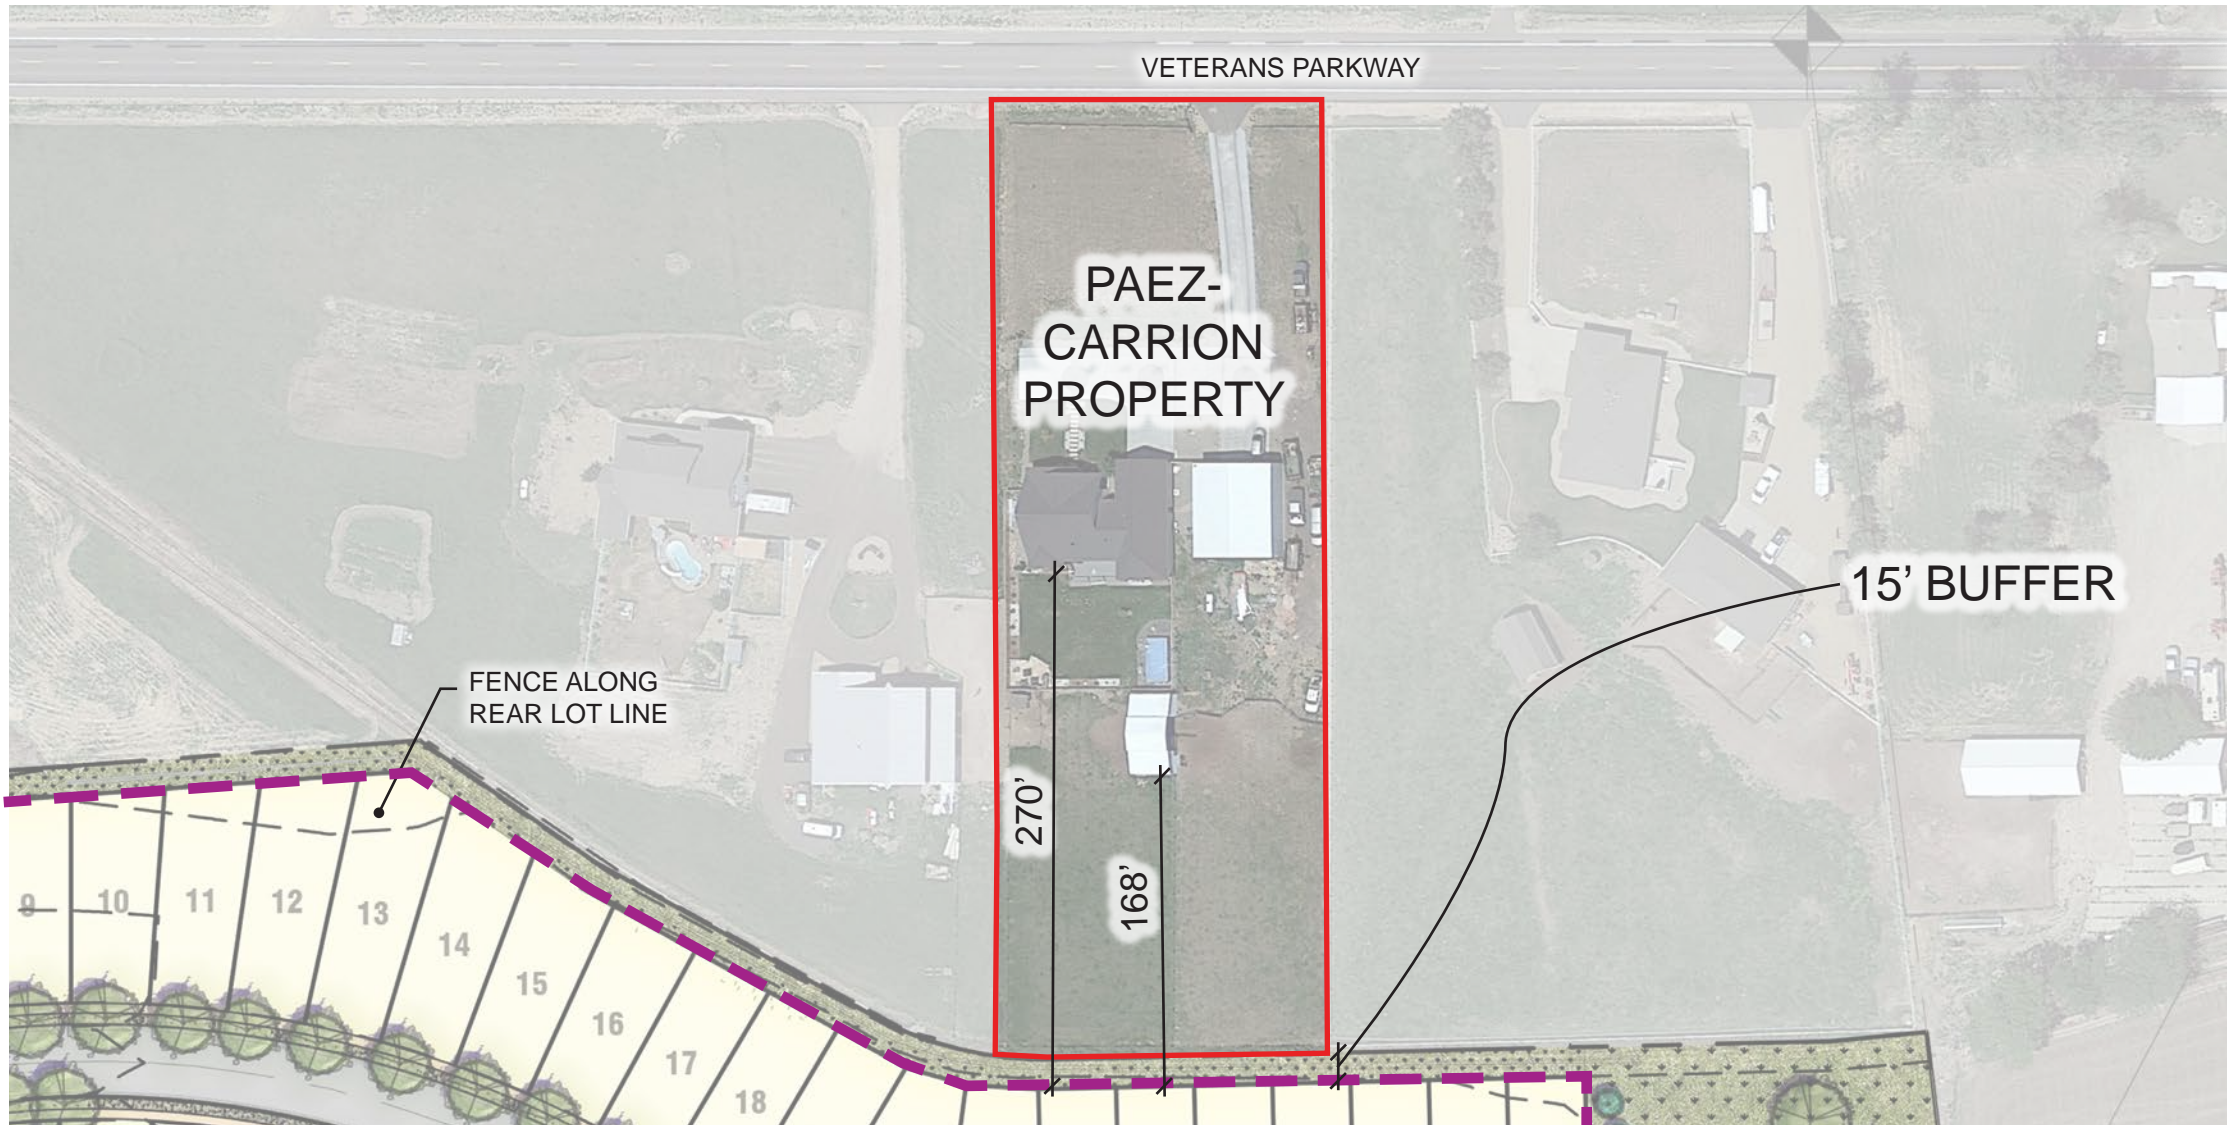 VETERANS PARKWAY
PAEZ-
CARRION
PROPERTY
15’ BUFFER
FENCE ALONG
REAR LOT LINE
270’
168’
9
10
11
12
13
14
15
16
17
18